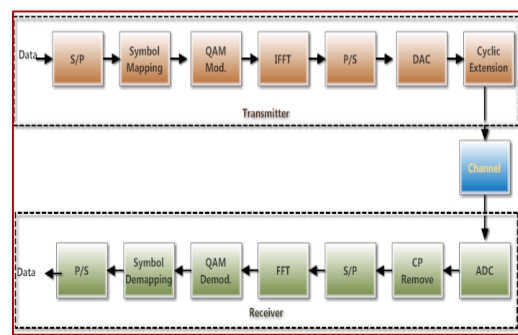 Data
S/P
Symbol
Mapping
QAM
Mod.
IFFT
P/S
DAC
Cyclic
Extension
Transmitter
Channel
Data
P/S
Symbol
Demapping
QAM
Demod.
FFT
S/P
CP
Remove
ADC
Receiver